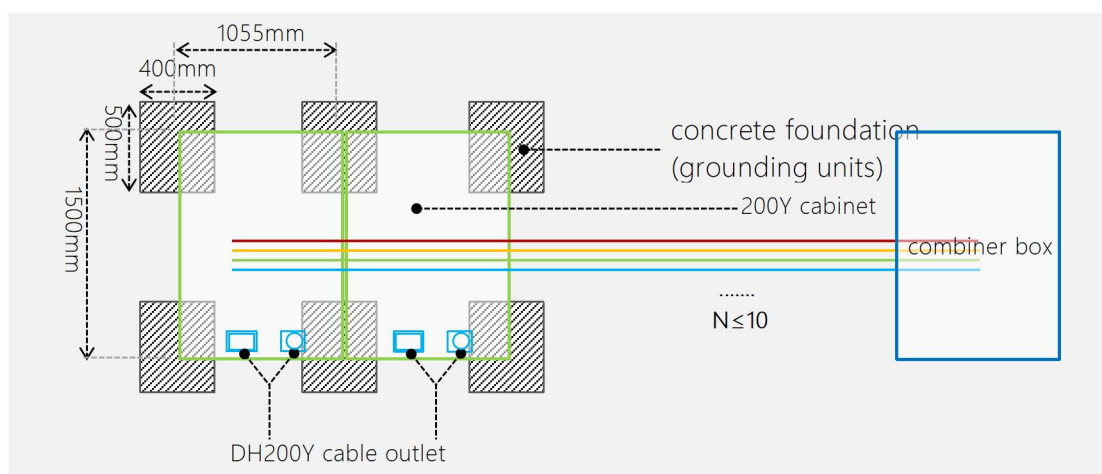 1055mm
400mm
500mm
1500mm
concrete foundation
(grounding units)
200Y cabinet
combiner box
.......
N≤10
DH200Y cable outlet